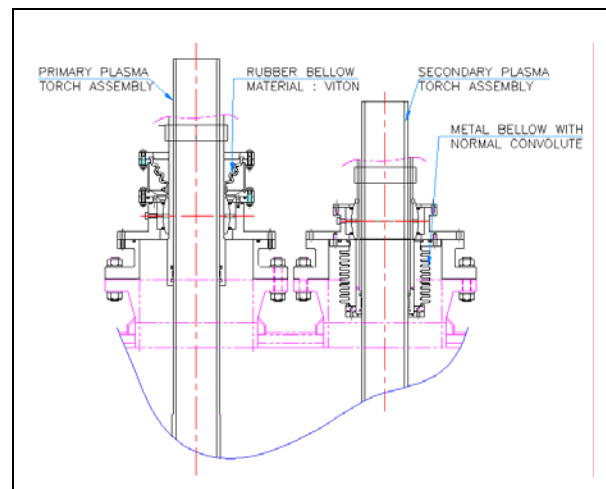 PRIMARY PLASMA
TORCH ASSEMBLY
RUBBER BELLOW
MATERIAL : VITON
SECONDARY PLASMA
TORCH ASSEMBLY
METAL BELLOW WITH
NORMAL CONVOLUTE